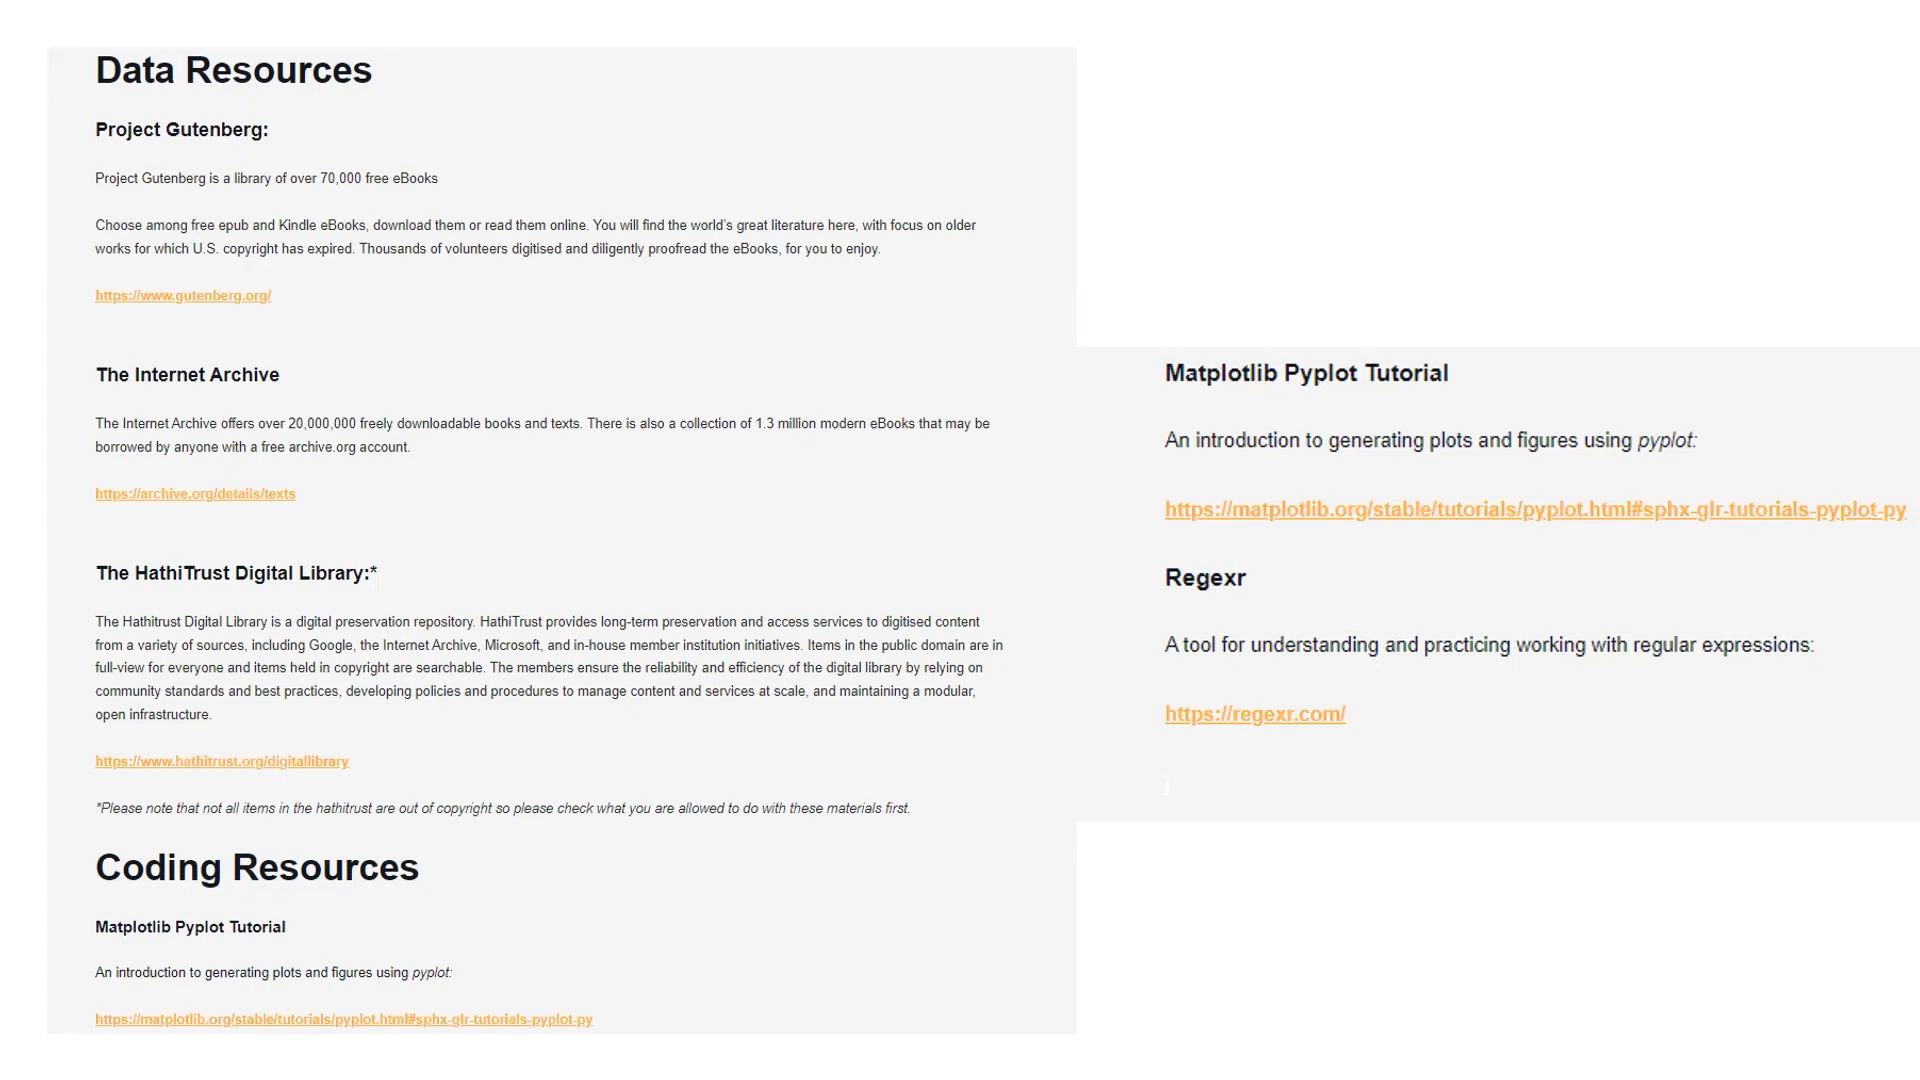 Data Resources
Project Gutenberg:
Project Gutenberg is a library of over 70,000 free eBooks
Choose among free epub and Kindle eBooks, download them or read them online. You will find the world’s great literature here, with focus on older
works for which U.S. copyright has expired. Thousands of volunteers digitised and diligently proofread the eBooks, for you to enjoy.
https://www.gutenberg.org/
The Internet Archive
The Internet Archive offers over 20,000,000 freely downloadable books and texts. There is also a collection of 1.3 million modern eBooks that may be
borrowed by anyone with a free archive.org account.
https://archive.org/details/texts
The HathiTrust Digital Library:*
The Hathitrust Digital Library is a digital preservation repository. HathiTrust provides long-term preservation and access services to digitised content
from a variety of sources, including Google, the Internet Archive, Microsoft, and in-house member institution initiatives. Items in the public domain are in
full-view for everyone and items held in copyright are searchable. The members ensure the reliability and efficiency of the digital library by relying on
community standards and best practices, developing policies and procedures to manage content and services at scale, and maintaining a modular,
open infrastructure.
https://www.hathitrust.org/digitallibrary
*Please note that not all items in the hathitrust are out of copyright so please check what you are allowed to do with these materials first.
Coding Resources
Matplotlib Pyplot Tutorial
An introduction to generating plots and figures using pyplot:
https://matplotlib.org/stable/tutorials/pyplot.html#sphx-glr-tutorials-pyplot-py
Matplotlib Pyplot Tutorial
An introduction to generating plots and figures using pyplot:
https://matplotlib.org/stable/tutorials/pyplot.html#sphx-glr-tutorials-pyplot-py
Regexr
A tool for understanding and practicing working with regular expressions:
https://regexr.com/